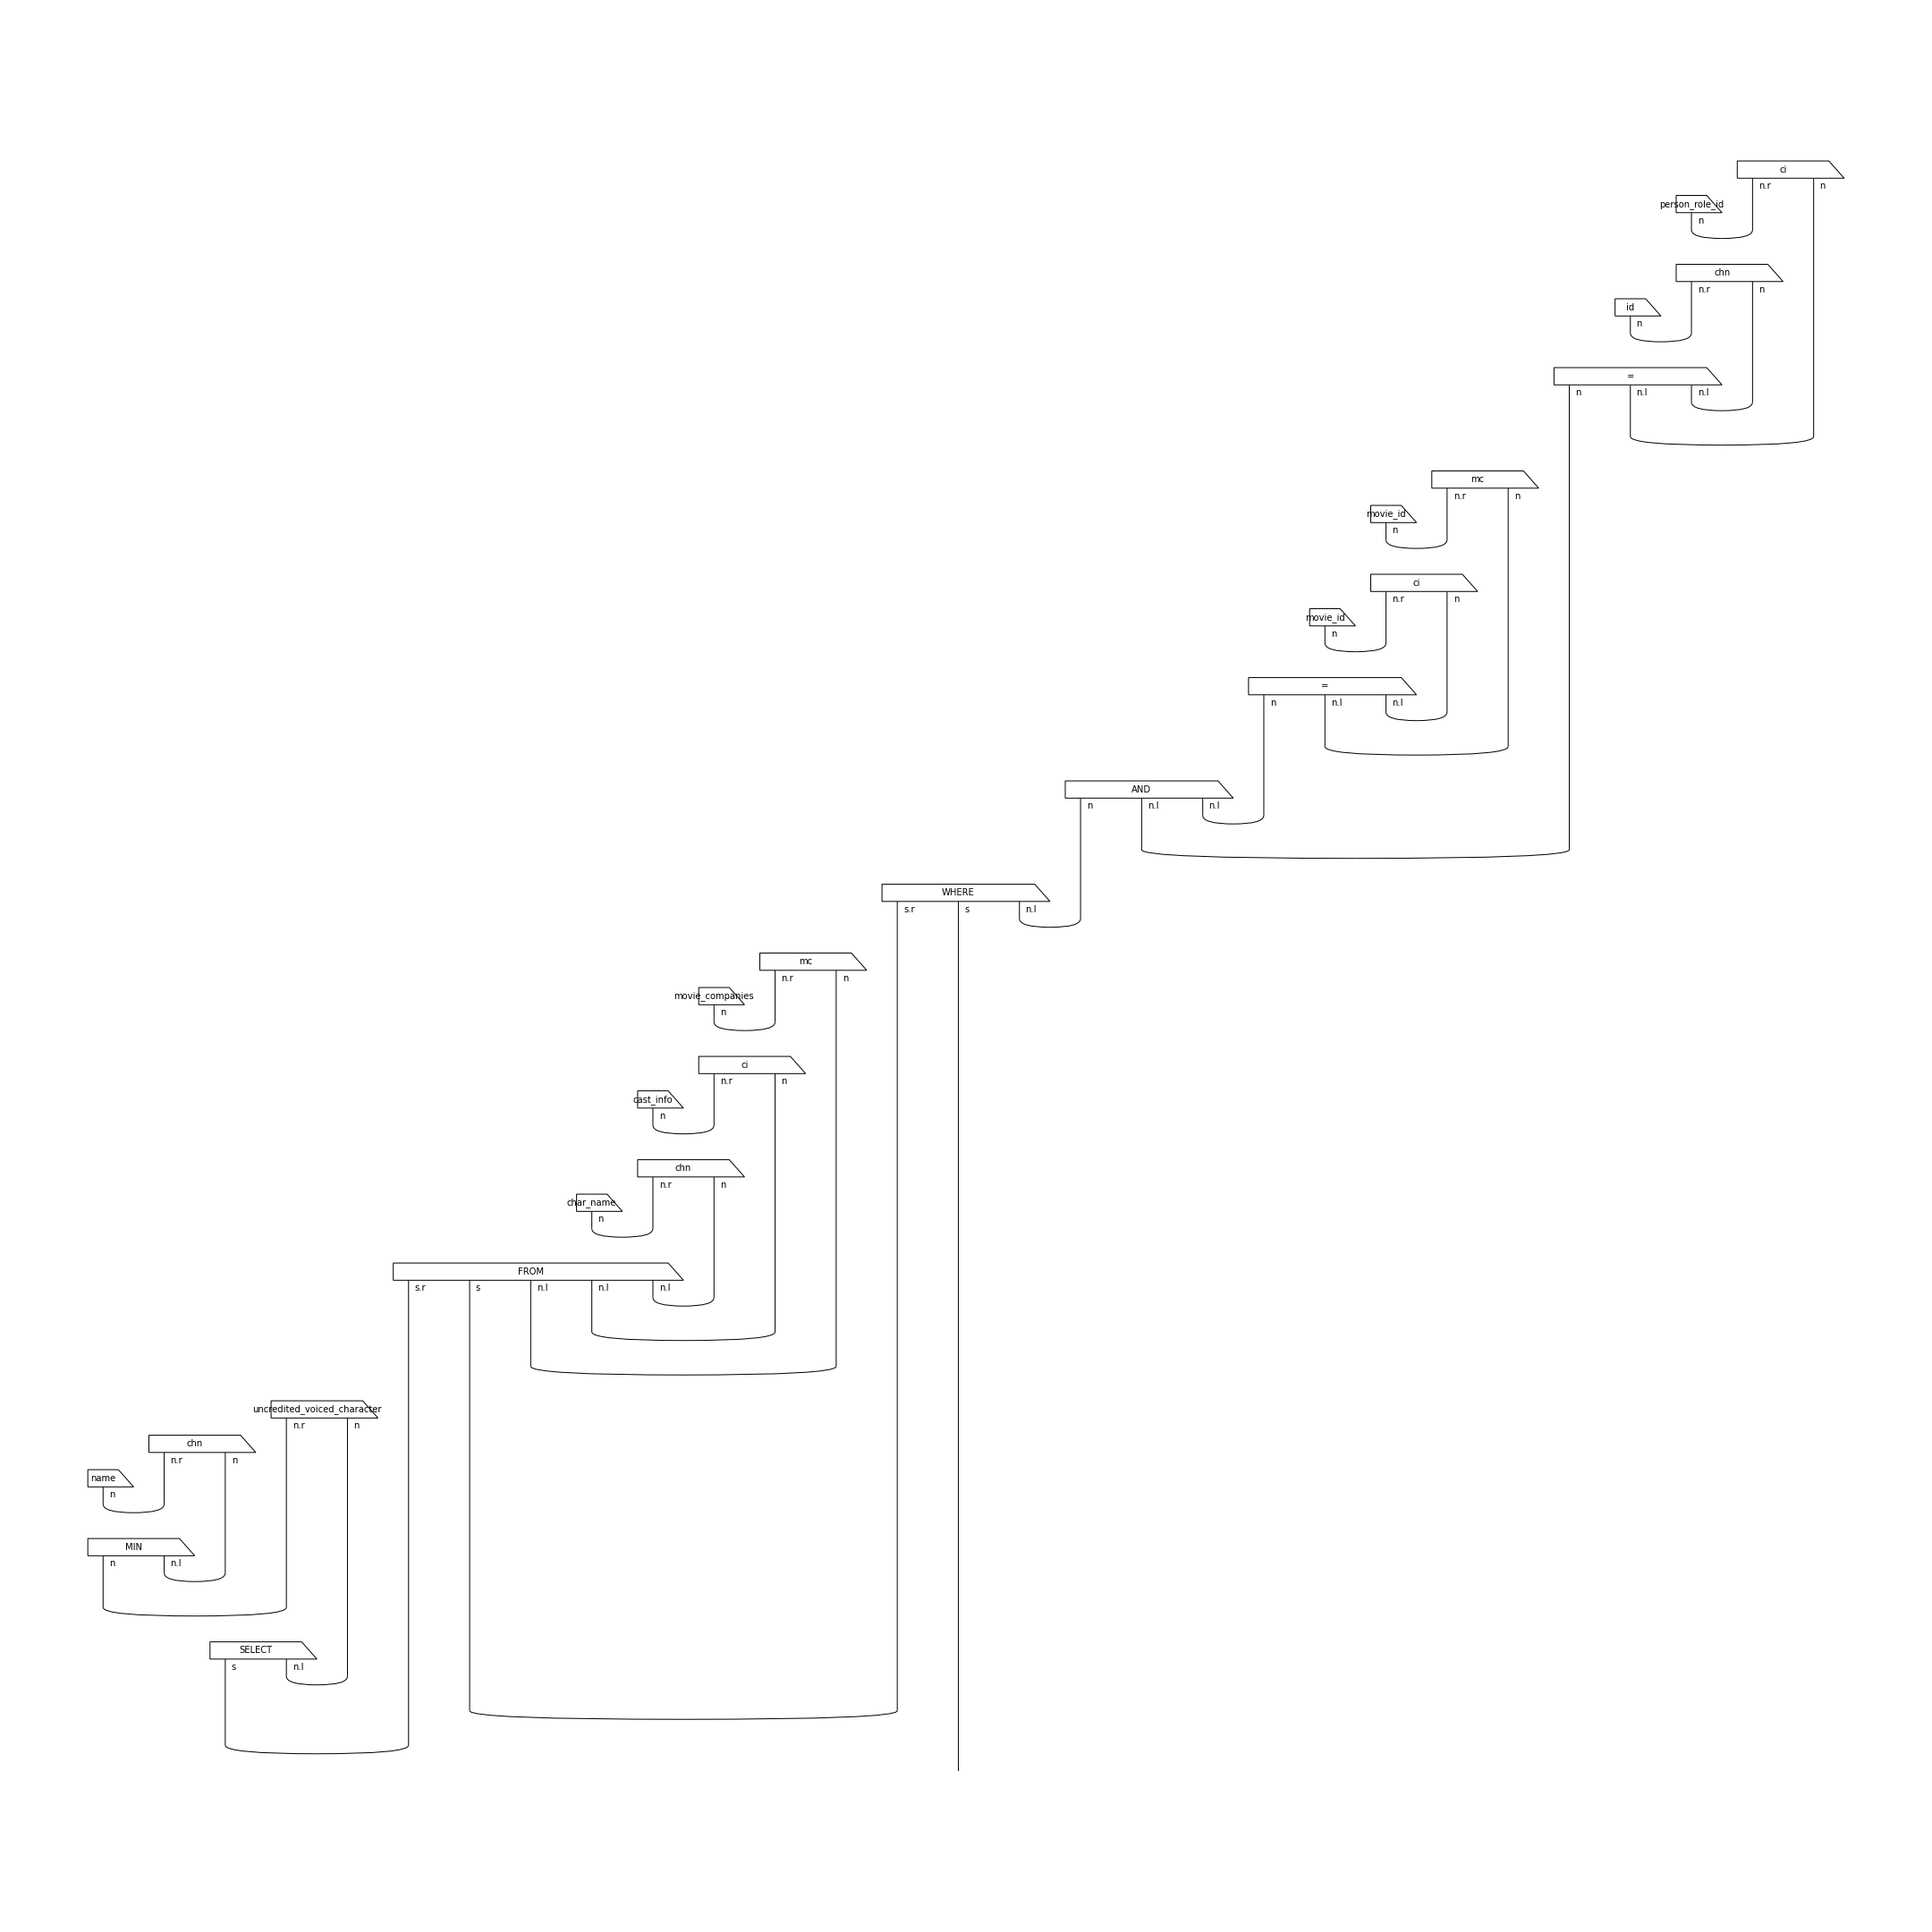 ci
n.r n
person_role_id
n
chn
n.r n
id
n
=
n n.l n.l
mc
n.r n
movie_id
n
ci
n.r n
movie_id
n
=
n n.l n.l
AND
n n.l n.l
WHERE
s.r s n.l
mc
n.r n
movie_companies
n
ci
n.r n
cast_info
n
chn
n.r n
char_name
n
FROM
s.r s n.l n.l n.l
uncredited_voiced_character
n.r n
chn
n.r n
name
n
MIN
n n.l
SELECT
s n.l